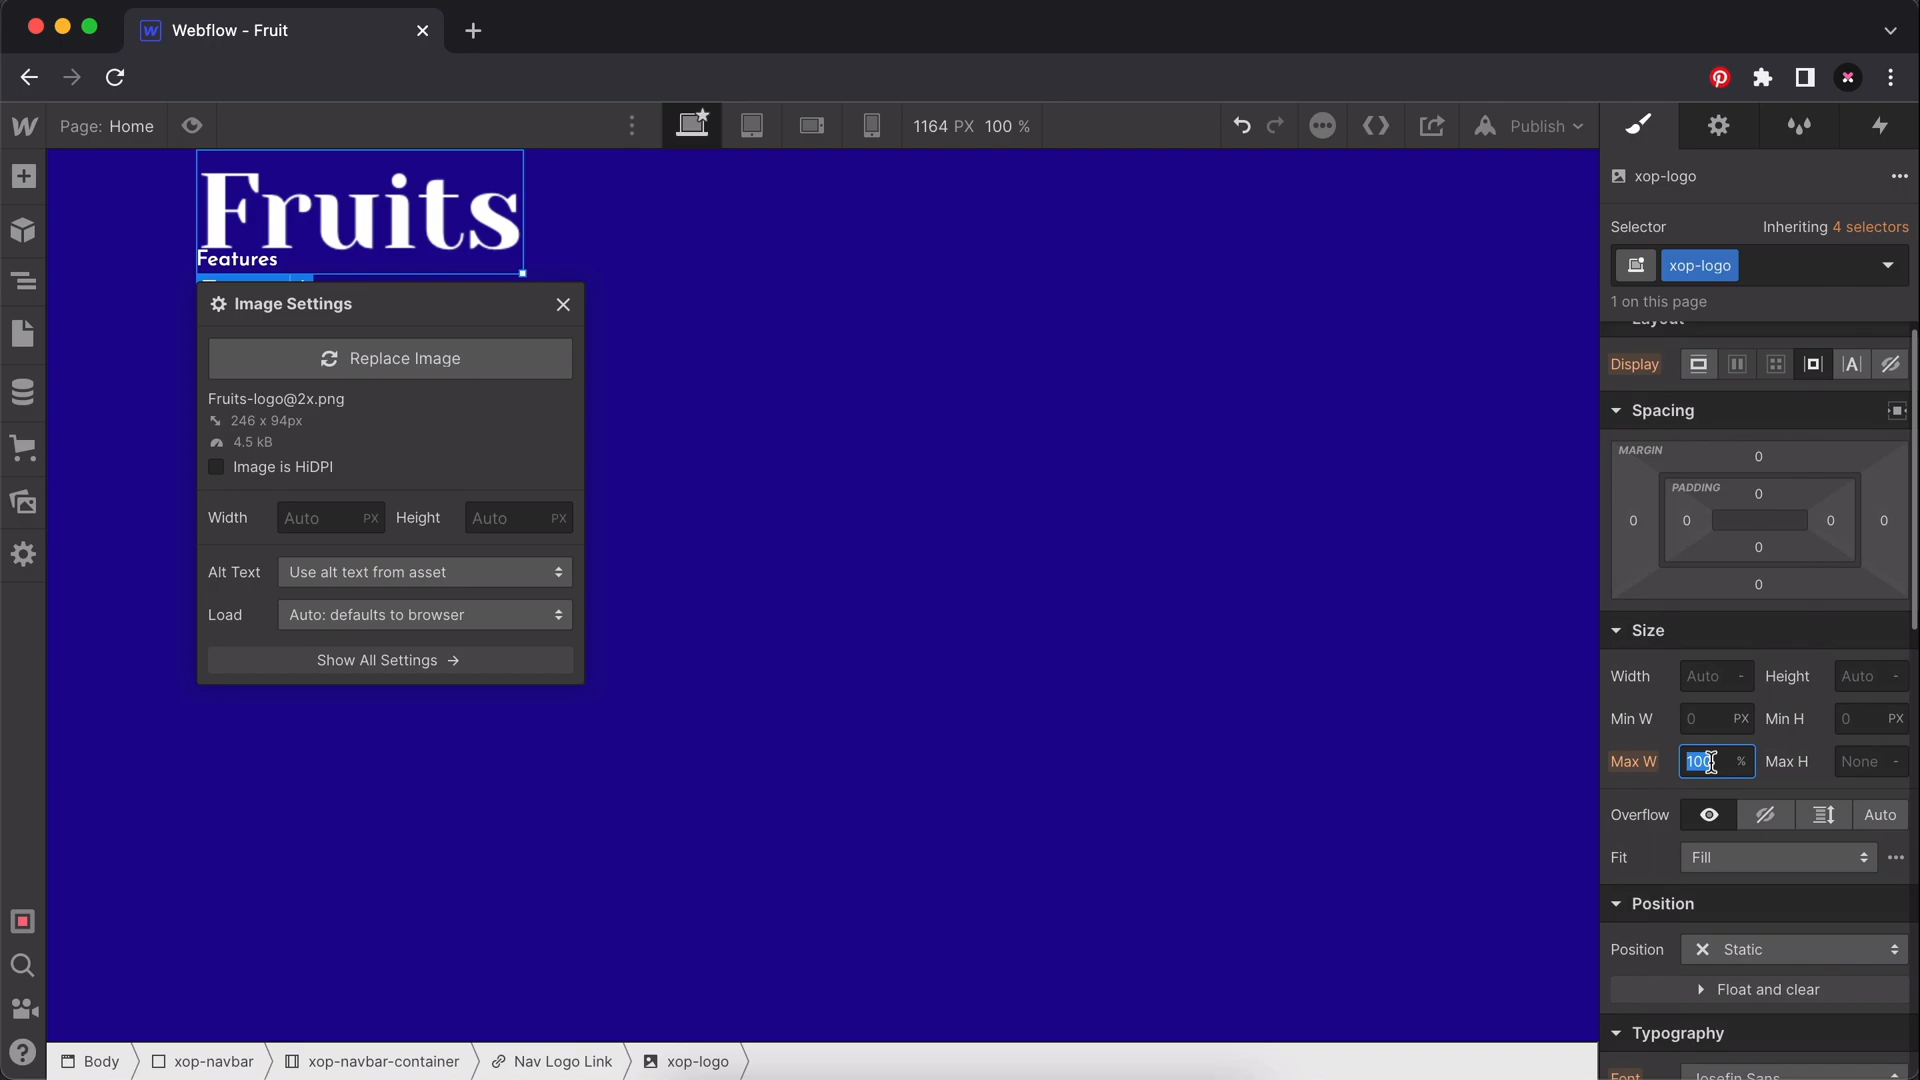 Webflow - Fruit
Page: Home
1164 PX 100 %
Publish
Fruits
Features
Image Settings
Replace Image
Fruits-logo@2x.png
246 x 94px
4.5 kB
Image is HiDPI
Width Auto PX Height Auto PX
Alt Text Use alt text from asset
Load Auto: defaults to browser
Show All Settings
xop-logo
Selector Inheriting 4 selectors
xop-logo
1 on this page
Layout
Display
Spacing
MARGIN
0
PADDING
0
0 0 0 0
0
0
Size
Width Auto - Height Auto -
Min W 0 PX Min H 0 PX
Max W 100 % Max H None -
Overflow Auto
Fit Fill
Position
Position Static
Float and clear
Typography
Font Josefin Sans
Body xop-navbar xop-navbar-container Nav Logo Link xop-logo